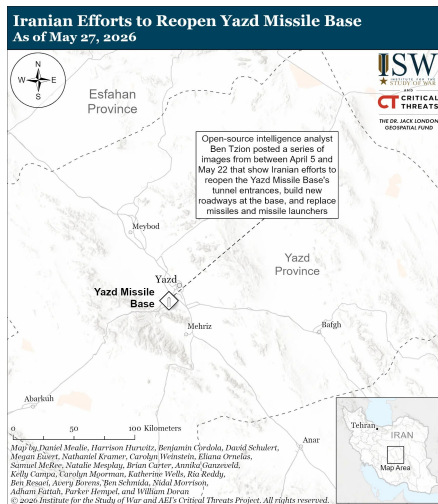 Iranian Efforts to Reopen Yazd Missile Base
As of May 27, 2026
N
W
E
S
ISW
INSTITUTE FOR THE
STUDY OF WAR
AND
CT CRITICAL
THREATS
THE DR. JACK LONDON
GEOSPATIAL FUND
Esfahan
Province
Open-source intelligence analyst
Ben Tzion posted a series of
images from between April 5 and
May 22 that show Iranian efforts to
reopen the Yazd Missile Base's
tunnel entrances, build new
roadways at the base, and replace
missiles and missile launchers
Meybod
Yazd
Province
Yazd
Yazd Missile
Base
Mehriz
Bafgh
Abarkuh
Anar
0 50 100 Kilometers
Tehran
IRAN
Map Area
Map by Daniel Mealie, Harrison Hurwitz, Benjamin Cordola, David Schulert,
Megan Ewert, Nathaniel Kramer, Carolyn Weinstein, Eliana Ornelas,
Samuel McRee, Natalie Mesplay, Brian Carter, Annika Ganzeveld,
Kelly Campa, Carolyn Moorman, Katherine Wells, Ria Reddy,
Ben Rezaei, Avery Borens, Ben Schmida, Nidal Morrison,
Adham Fattah, Parker Hempel, and William Doran
© 2026 Institute for the Study of War and AEI's Critical Threats Project. All rights reserved.